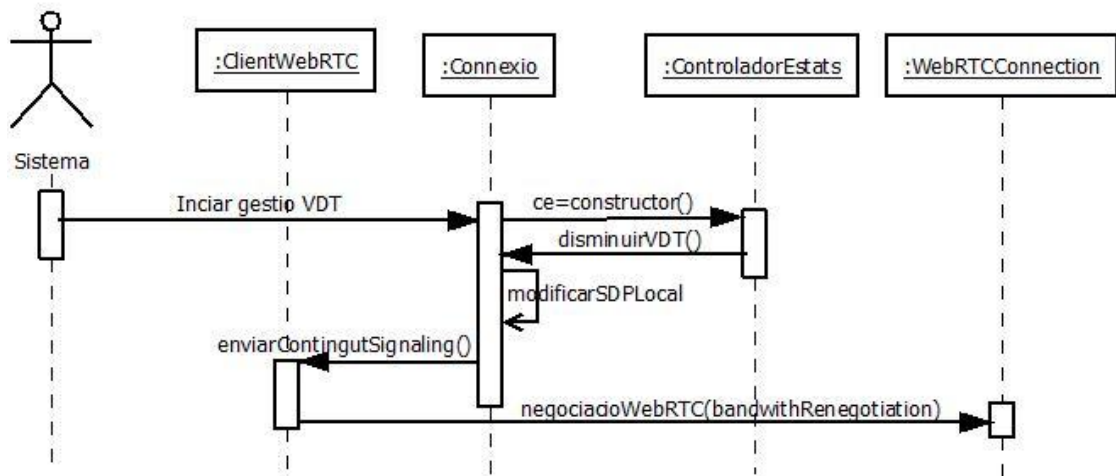 :ClientWebRTC
:Connexio
:ControladorEstats
:WebRTCConnection
Sistema
Inciar gestio VDT
ce=constructor()
disminuirVDT()
modificarSDPLocal
enviarContingutSignaling()
negociacioWebRTC(bandwithRenegotiation)